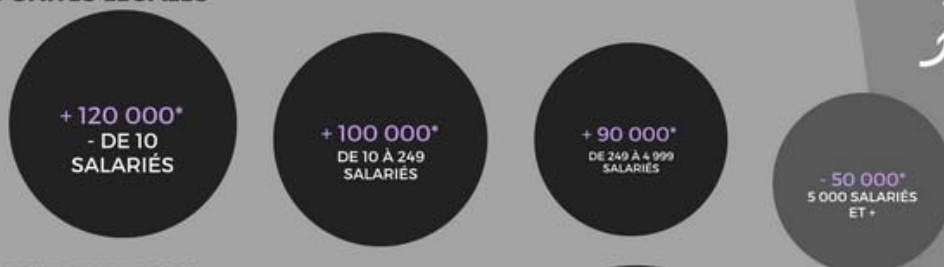 + 120 000*
- DE 10
SALARIÉS
+ 100 000*
DE 10 À 249
SALARIÉS
+ 90 000*
DE 249 À 4 999
SALARIÉS
- 50 000*
5 000 SALARIÉS
ET +